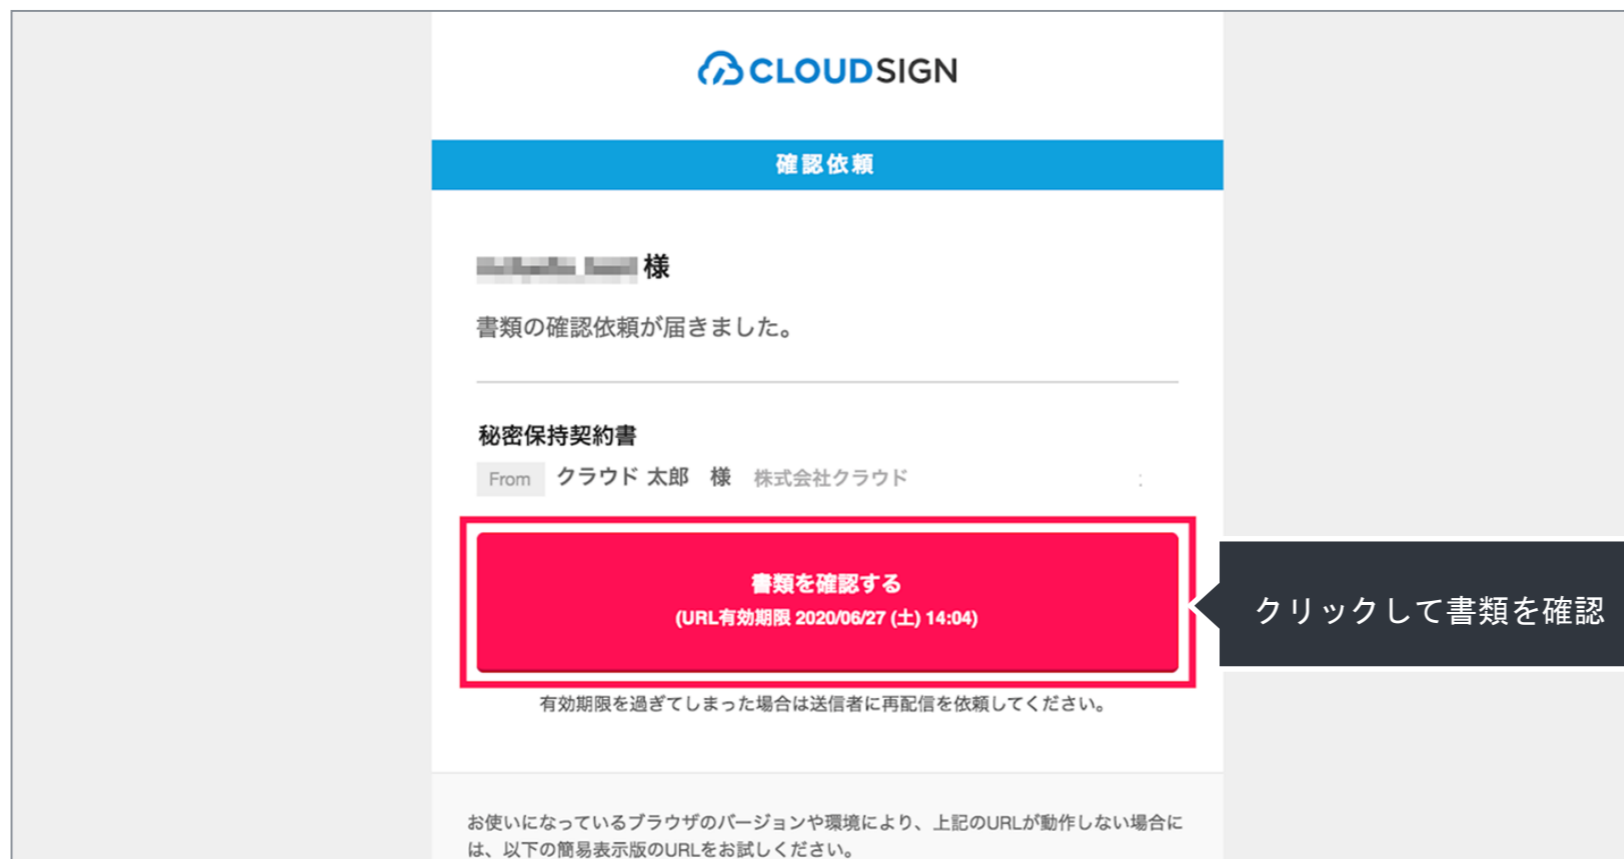 CLOUDSIGN
確認依頼
様
書類の確認依頼が届きました。
秘密保持契約書
From クラウド 太郎 様 株式会社クラウド :
書類を確認する
(URL有効期限 2020/06/27 (土) 14:04)
クリックして書類を確認
有効期限を過ぎてしまった場合は送信者に再配信を依頼してください。
お使いになっているブラウザのバージョンや環境により、上記のURLが動作しない場合に
は、以下の簡易表示版のURLをお試しください。